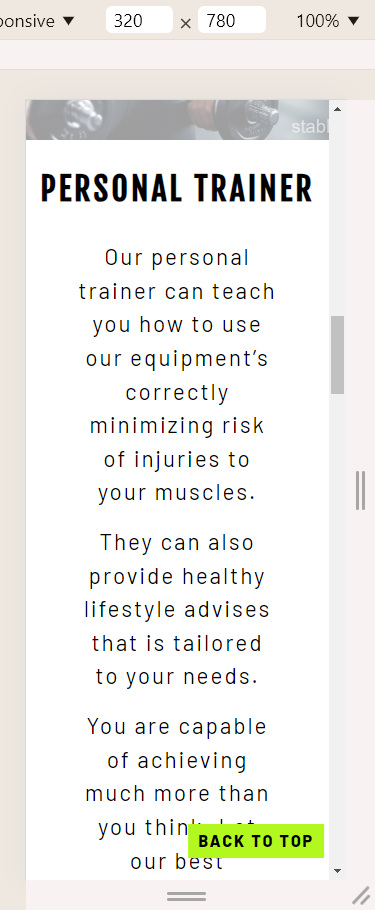 ponsive ▼ 320 × 780 100% ▼
stabl
PERSONAL TRAINER
Our personal
trainer can teach
you how to use
our equipment's
correctly
minimizing risk
of injuries to
your muscles.
They can also
provide healthy
lifestyle advises
that is tailored
to your needs.
You are capable
of achieving
much more than
you think
BACK TO TOP
our best